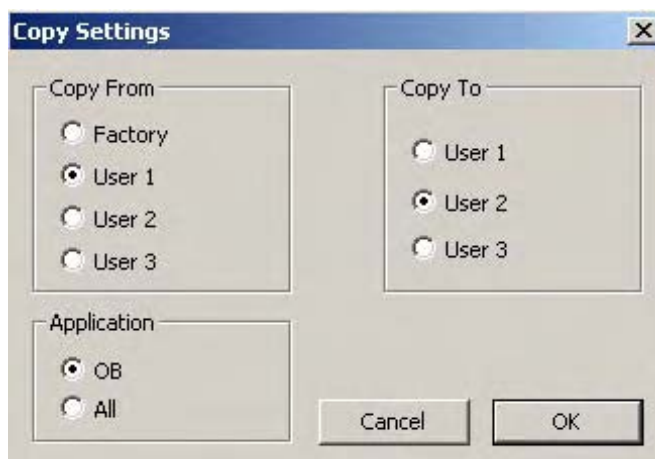 Copy Settings
Copy From
Factory
User 1
User 2
User 3
Copy To
User 1
User 2
User 3
Application
OB
All
Cancel
OK